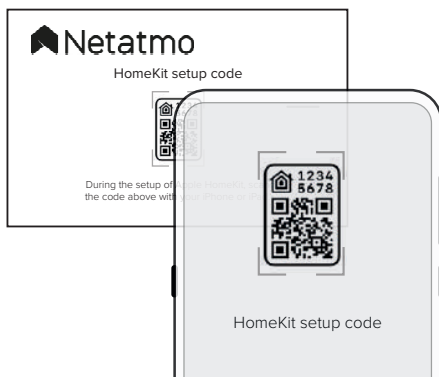 Netatmo
HomeKit setup code
During the setup of
the code above with your iPhone or
1234
5678
HomeKit setup code